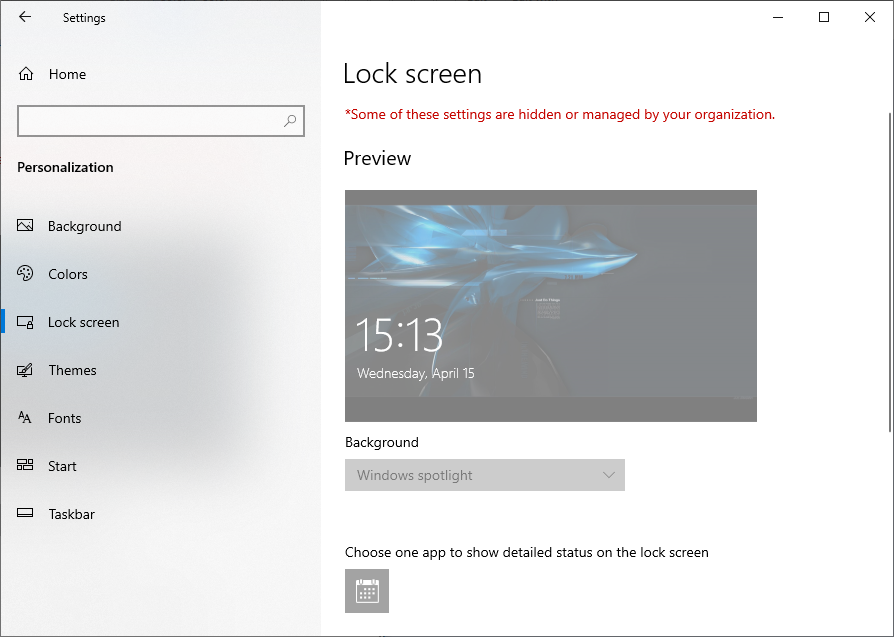 Settings
Home
Personalization
Background
Colors
Lock screen
Themes
Fonts
Start
Taskbar
Lock screen
*Some of these settings are hidden or managed by your organization.
Preview
15:13
Wednesday, April 15
Background
Windows spotlight
Choose one app to show detailed status on the lock screen